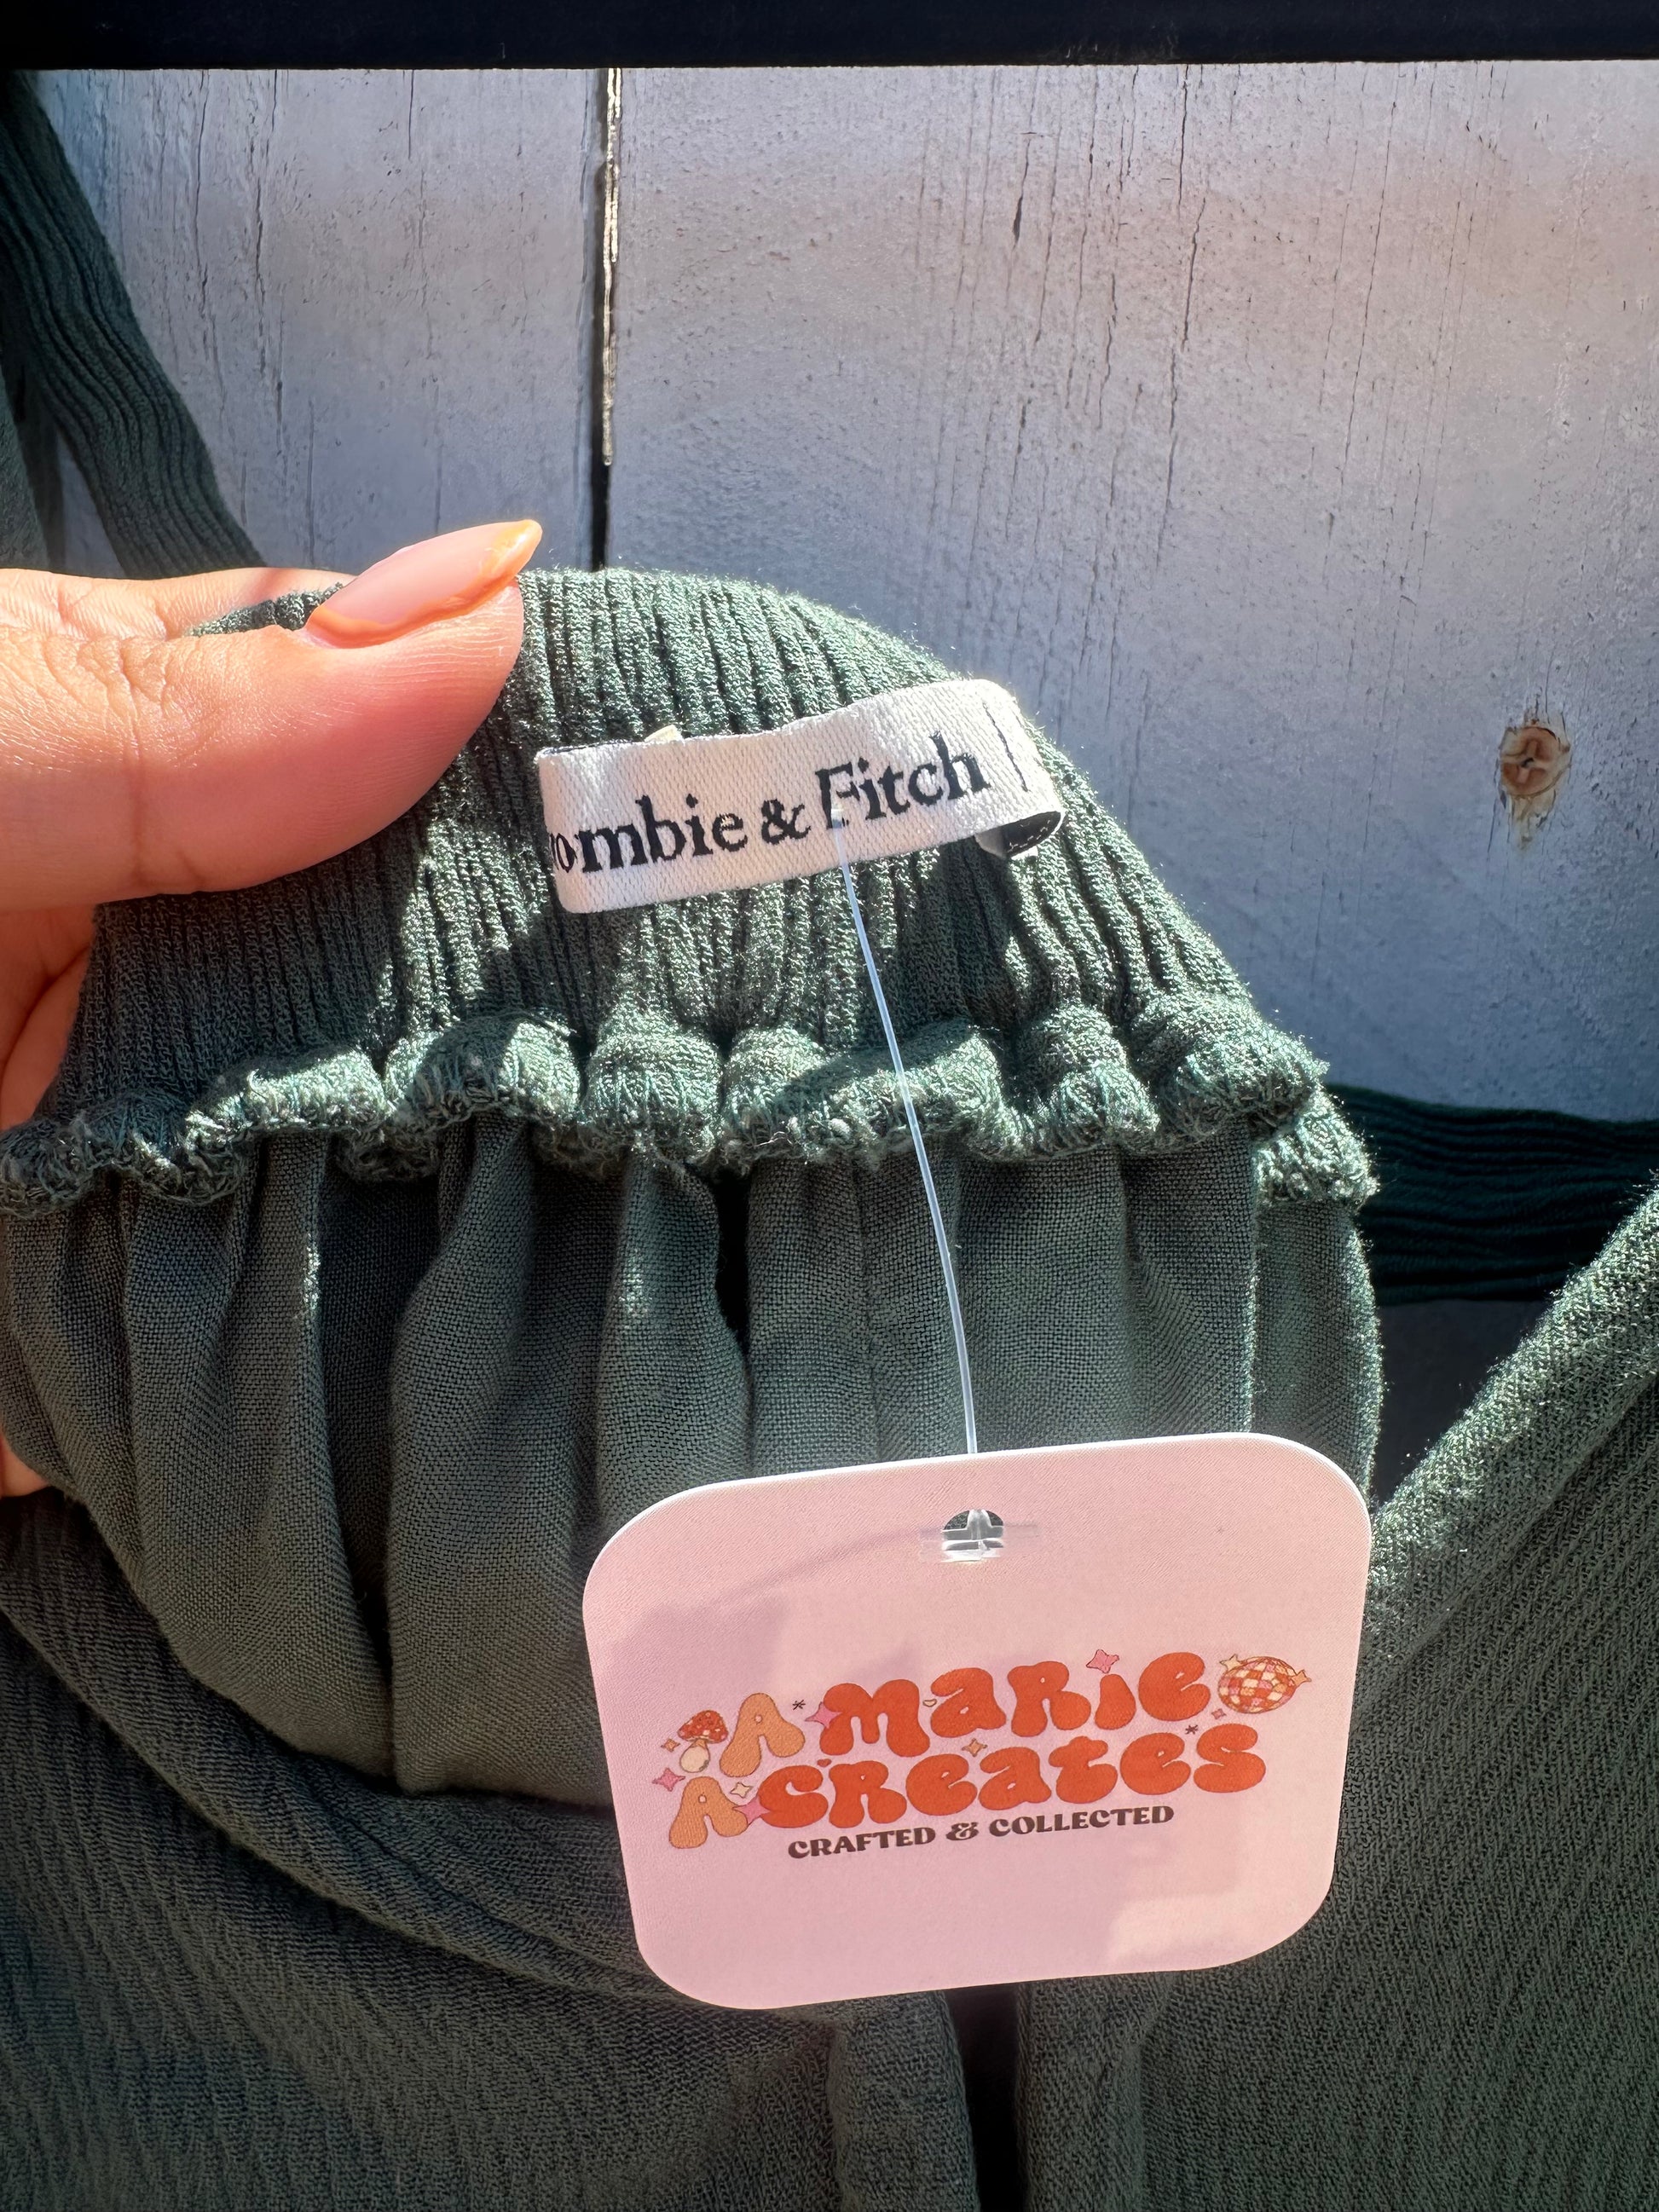 ombie & Fitch
A Marie
Creates
CRAFTED & COLLECTED